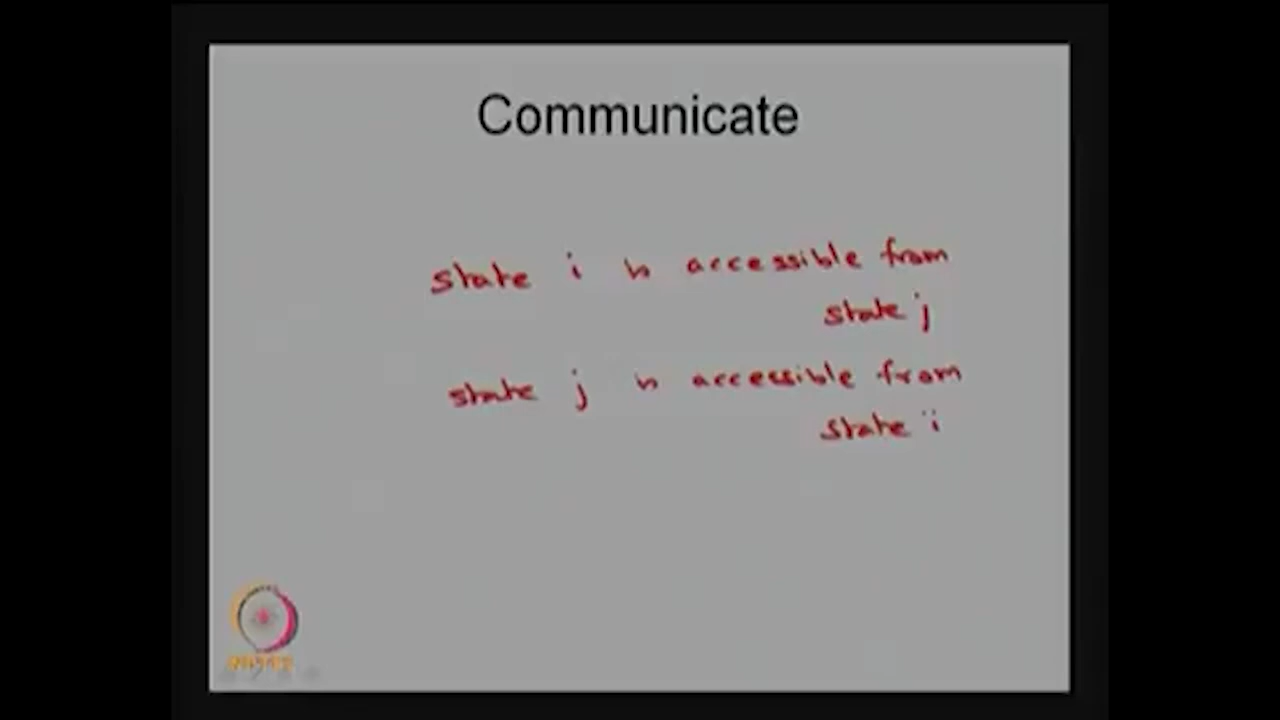 Communicate
state i is accessible from
state j
state j is accessible from
state i